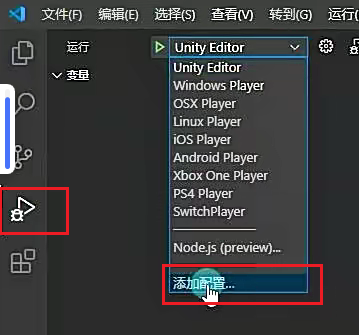 文件(F) 编辑(E) 选择(S) 查看(V) 转到(G) 运行(
运行
Unity Editor
变量
Unity Editor
Windows Player
OSX Player
Linux Player
iOS Player
Android Player
Xbox One Player
PS4 Player
SwitchPlayer
Node.js (preview)...
添加配置...